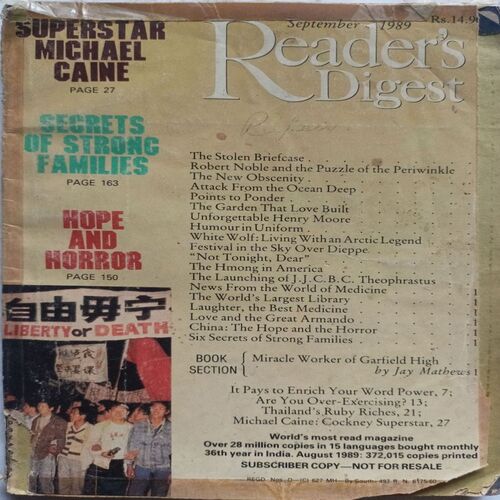 September - 1989
Rs.14.9
Reader's
Digest
SUPERSTAR
MICHAEL
CAINE
PAGE 27
SECRETS
OF STRONG
FAMILIES
PAGE 163
HOPE
AND
HORROR
PAGE 150
自由毋宁
LIBERTY or DEATH
The Stolen Briefcase
Robert Noble and the Puzzle of the Periwinkle
The New Obscenity
Attack From the Ocean Deep
Points to Ponder
The Garden That Love Built
Unforgettable Henry Moore
Humour in Uniform
White Wolf: Living With an Arctic Legend
Festival in the Sky Over Dieppe
"Not Tonight, Dear"
The Hmong in America
The Launching of J.J.C.B.C. Theophrastus
News From the World of Medicine
The World's Largest Library
Laughter, the Best Medicine
Love and the Great Armando
China: The Hope and the Horror
Six Secrets of Strong Families
BOOK SECTION
Miracle Worker of Garfield High
by Jay Mathews 1
It Pays to Enrich Your Word Power, 7;
Are You Over-Exercising? 13;
Thailand's Ruby Riches, 21;
Michael Caine: Cockney Superstar, 27
World's most read magazine
Over 28 million copies in 15 languages bought monthly
36th year in India. August 1989: 372,015 copies printed
SUBSCRIBER COPY—NOT FOR RESALE